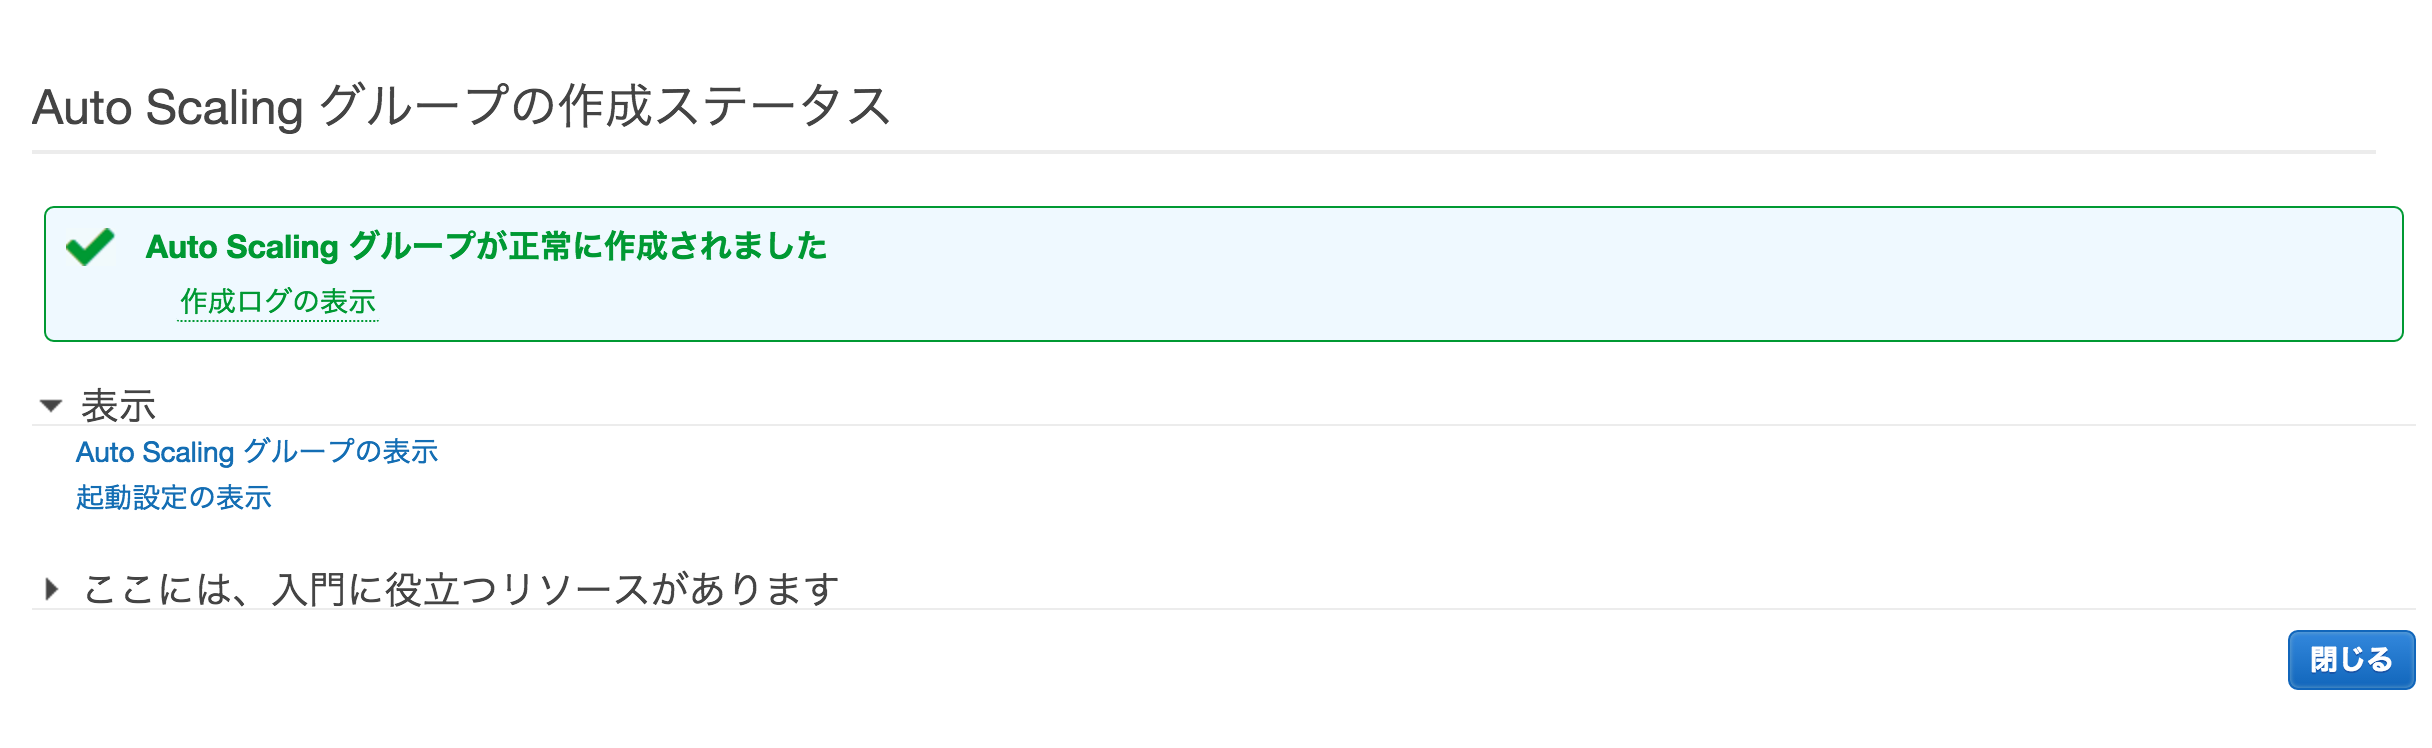 Auto Scaling グループの作成ステータス
Auto Scaling グループが正常に作成されました
作成ログの表示
表示
Auto Scaling グループの表示
起動設定の表示
ここには、入門に役立つリソースがあります
閉じる